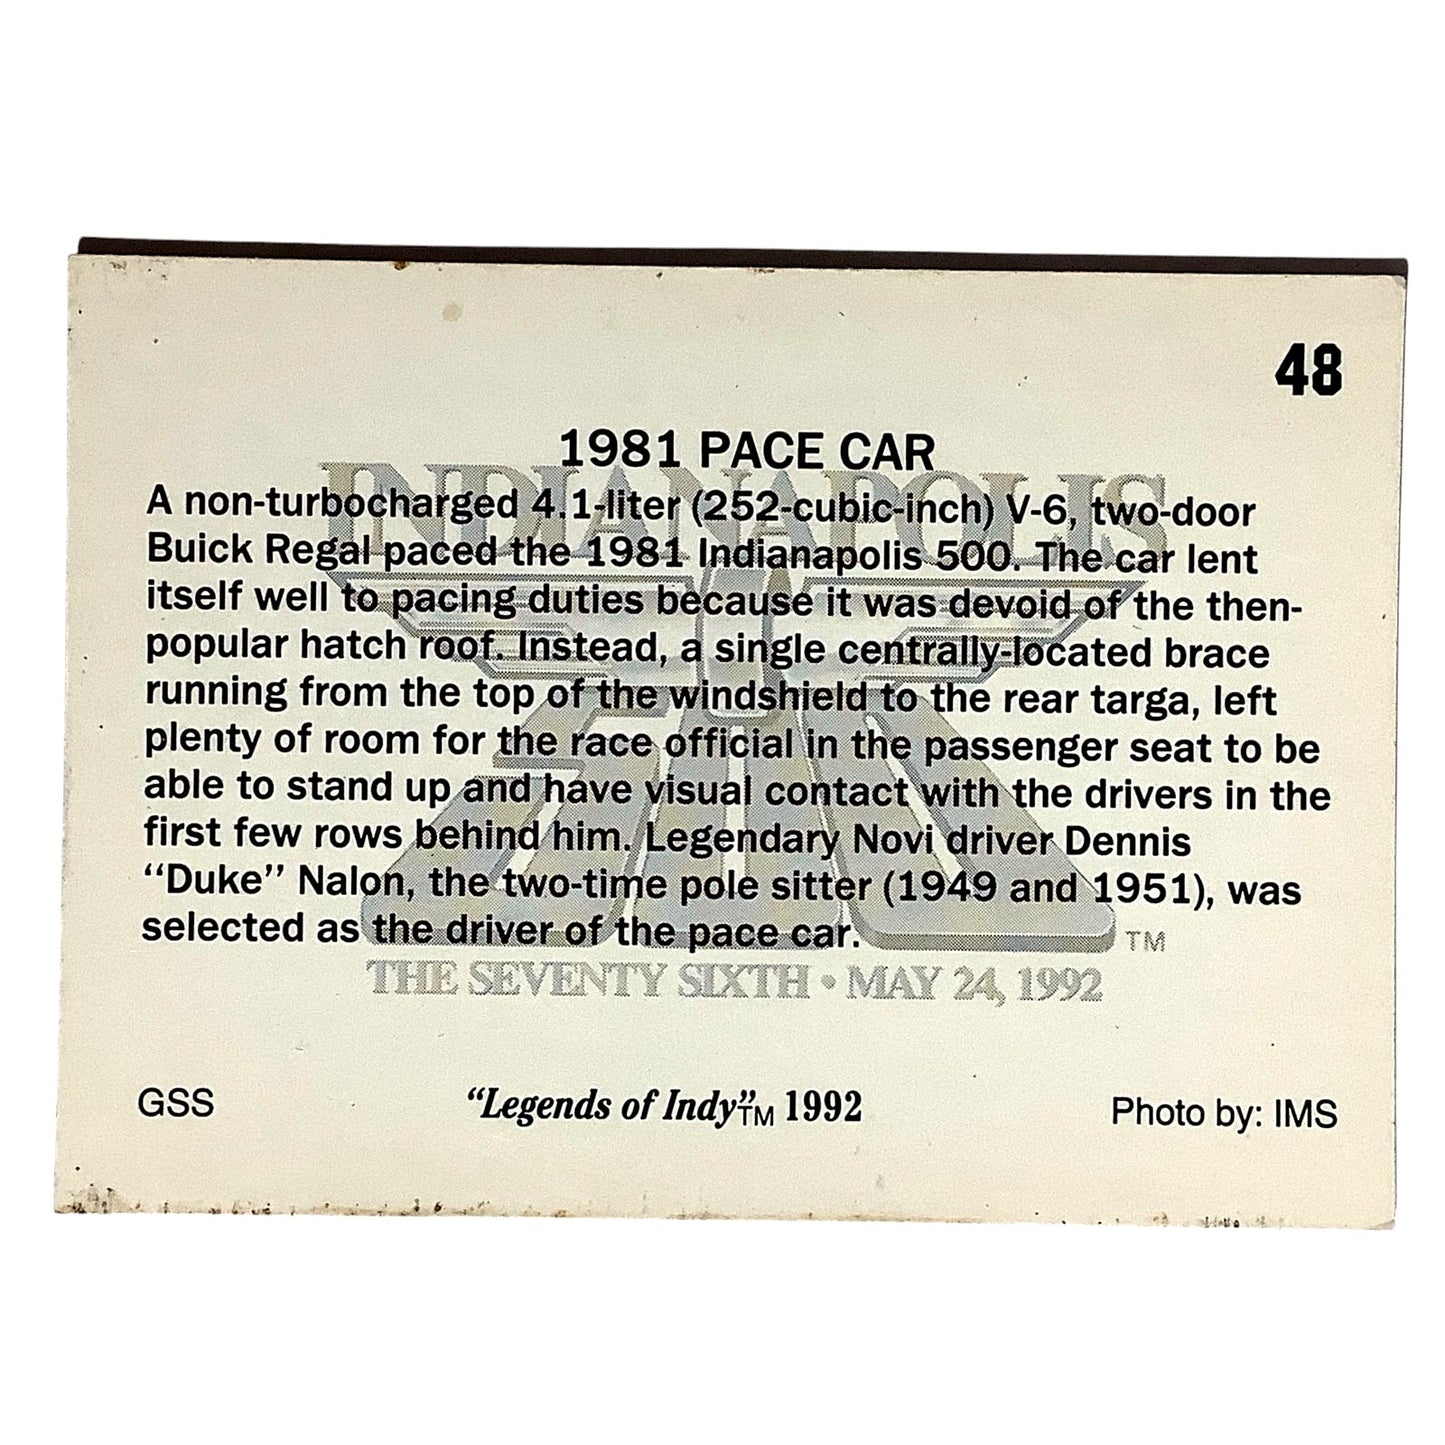 48
1981 PACE CAR
A non-turbocharged 4.1-liter (252-cubic-inch) V-6, two-door
Buick Regal paced the 1981 Indianapolis 500. The car lent
itself well to pacing duties because it was devoid of the then-
popular hatch roof. Instead, a single centrally-located brace
running from the top of the windshield to the rear targa, left
plenty of room for the race official in the passenger seat to be
able to stand up and have visual contact with the drivers in the
first few rows behind him. Legendary Novi driver Dennis
“Duke” Nalon, the two-time pole sitter (1949 and 1951), was
selected as the driver of the pace car.
INDIANAPOLIS
500
TM
THE SEVENTY SIXTH • MAY 24, 1992
GSS
“Legends of Indy”TM 1992
Photo by: IMS